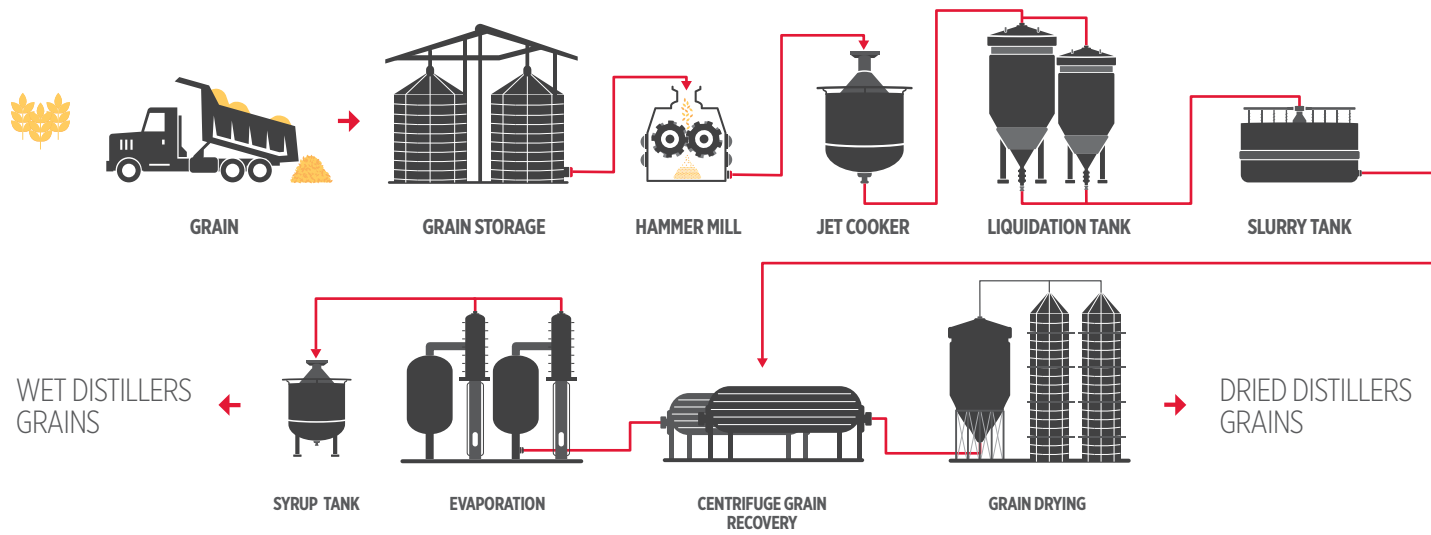 GRAIN
GRAIN STORAGE
HAMMER MILL
JET COOKER
LIQUIDATION TANK
SLURRY TANK
WET DISTILLERS
GRAINS
DRIED DISTILLERS
GRAINS
SYRUP TANK
EVAPORATION
CENTRIFUGE GRAIN
RECOVERY
GRAIN DRYING